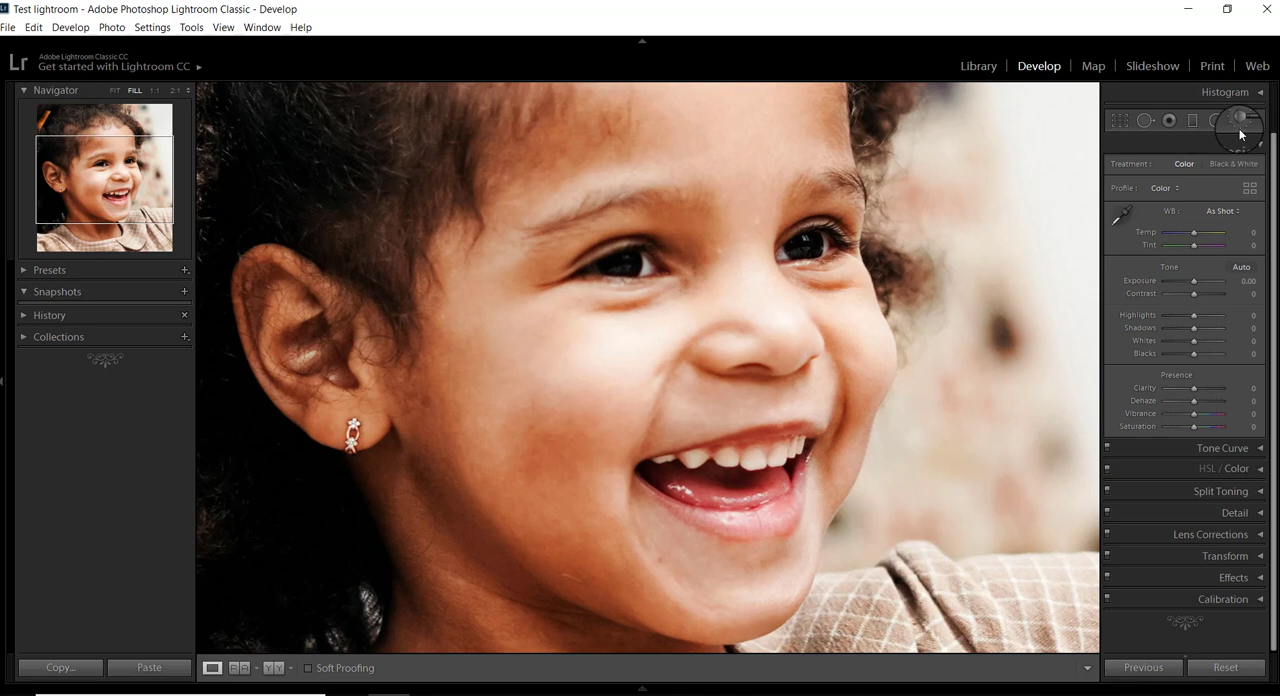 Lr Test lightroom - Adobe Photoshop Lightroom Classic - Develop
File Edit Develop Photo Settings Tools View Window Help
Lr Adobe Lightroom Classic CC
Get started with Lightroom CC
Library Develop Map Slideshow Print Web
Navigator FIT FILL 1:1 2:1
Presets
Snapshots
History
Collections
Copy... Paste
R A Y Y Soft Proofing
Histogram
Treatment : Color Black & White
Profile : Color
WB : As Shot
Temp 0
Tint 0
Tone Auto
Exposure 0.00
Contrast 0
Highlights 0
Shadows 0
Whites 0
Blacks 0
Presence
Clarity 0
Dehaze 0
Vibrance 0
Saturation 0
Tone Curve
HSL / Color
Split Toning
Detail
Lens Corrections
Transform
Effects
Calibration
Previous Reset